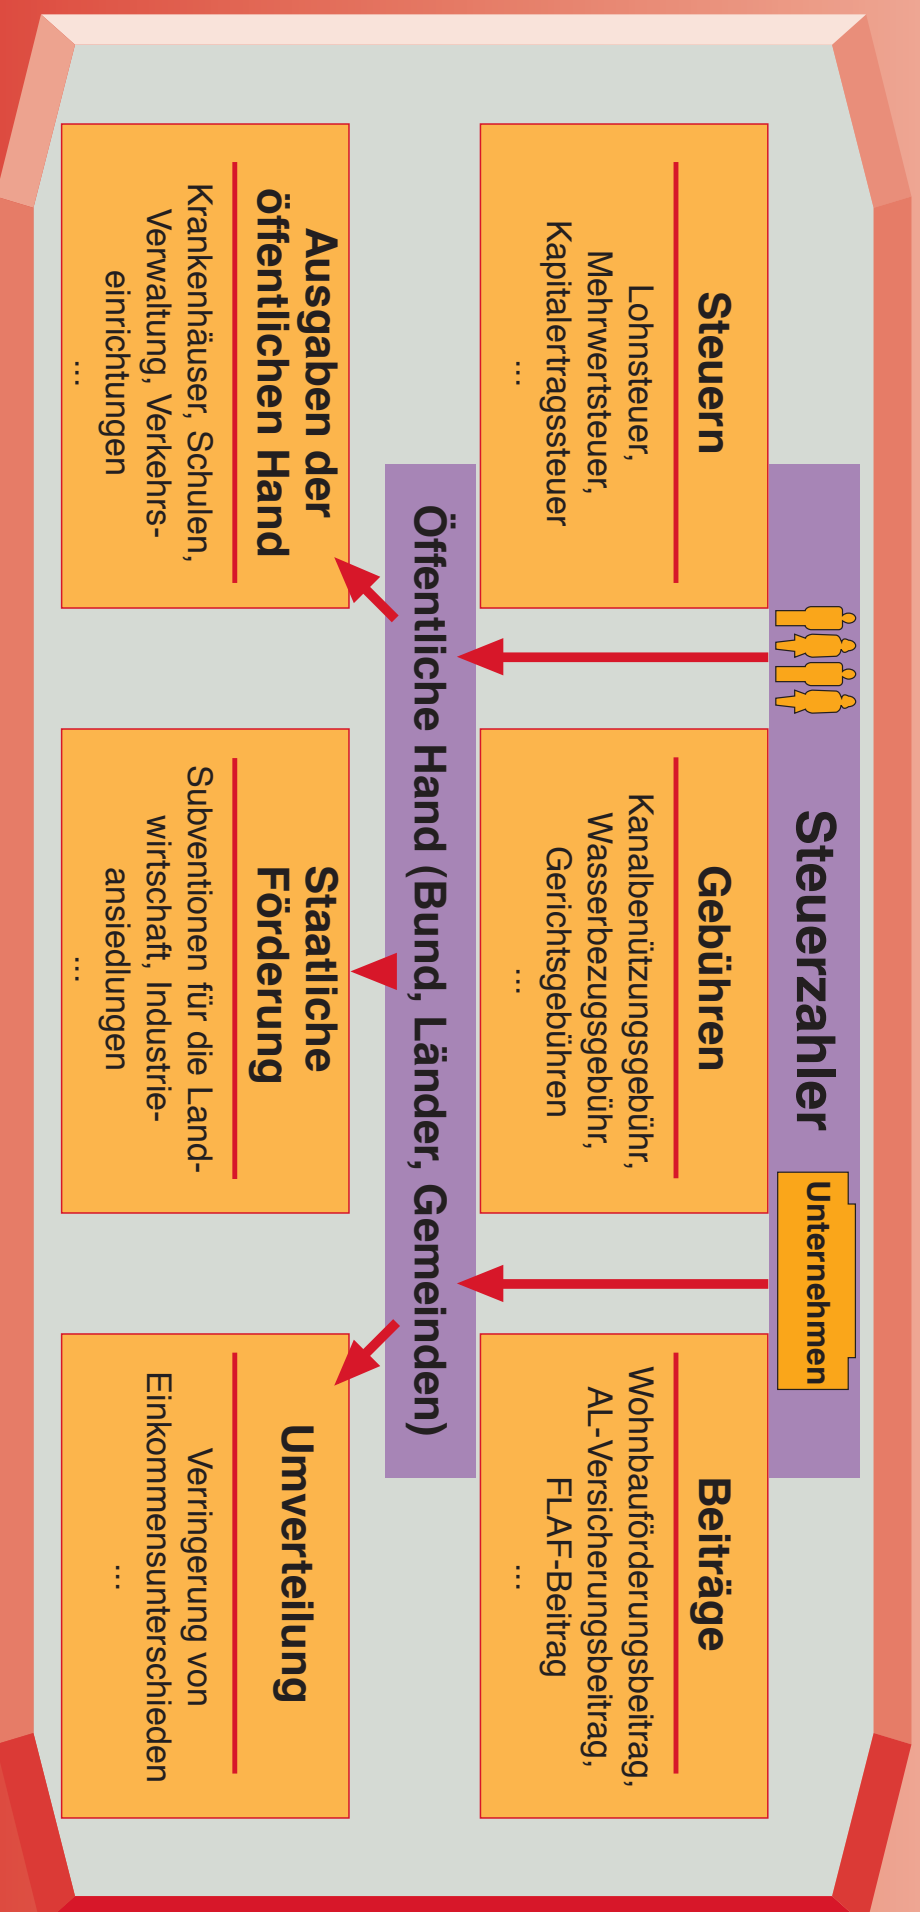 Steuerzahler
Unternehmen
Steuern
Lohnsteuer,
Mehrwertsteuer,
Kapitalertragssteuer
...
Gebühren
Kanalbenützungsgebühr,
Wasserbezugsgebühr,
Gerichtsgebühren
...
Beiträge
Wohnbauförderungsbeitrag,
AL-Versicherungsbeitrag,
FLAF-Beitrag
...
Öffentliche Hand (Bund, Länder, Gemeinden)
Ausgaben der
öffentlichen Hand
Krankenhäuser, Schulen,
Verwaltung, Verkehrs-
einrichtungen
...
Staatliche
Förderung
Subventionen für die Land-
wirtschaft, Industrie-
ansiedlungen
...
Umverteilung
Verringerung von
Einkommensunterschieden
...